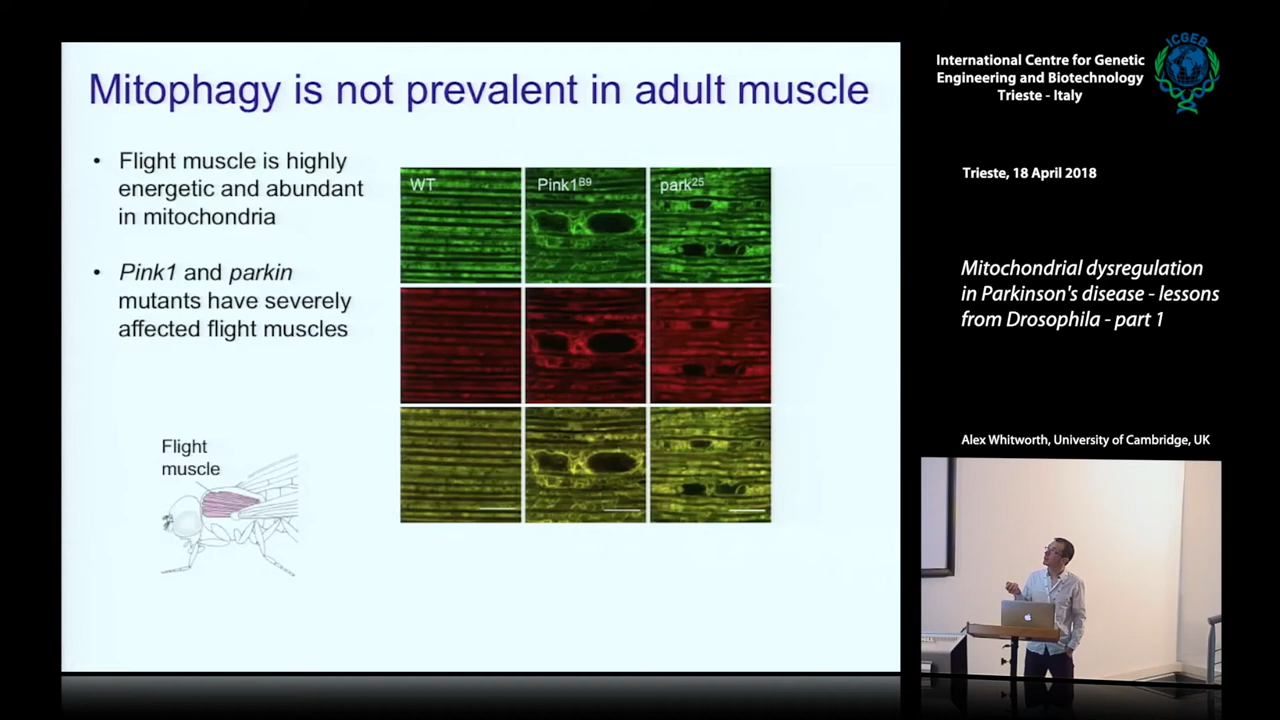 Mitophagy is not prevalent in adult muscle
• Flight muscle is highly
energetic and abundant
in mitochondria
• Pink1 and parkin
mutants have severely
affected flight muscles
WT
Pink1B9
park25
Flight
muscle
International Centre for Genetic
Engineering and Biotechnology
Trieste - Italy
ICGEB
Trieste, 18 April 2018
Mitochondrial dysregulation
in Parkinson's disease - lessons
from Drosophila - part 1
Alex Whitworth, University of Cambridge, UK